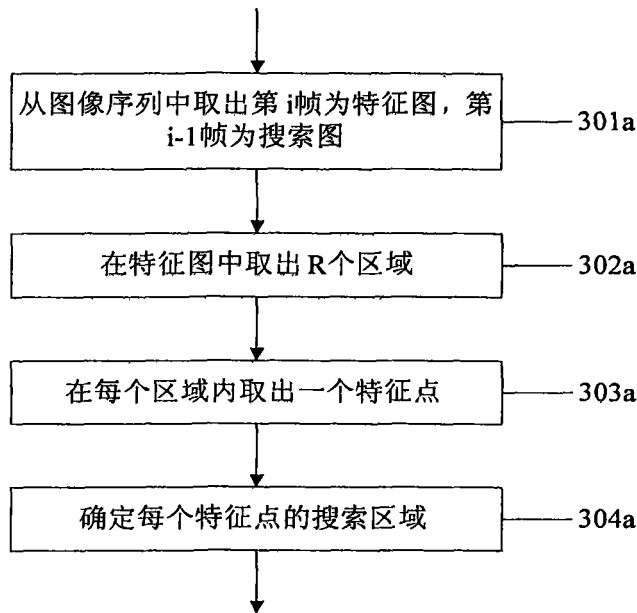 从图像序列中取出第 i帧为特征图，第
i-1帧为搜索图
301a
在特征图中取出 R个区域
302a
在每个区域内取出一个特征点
303a
确定每个特征点的搜索区域
304a